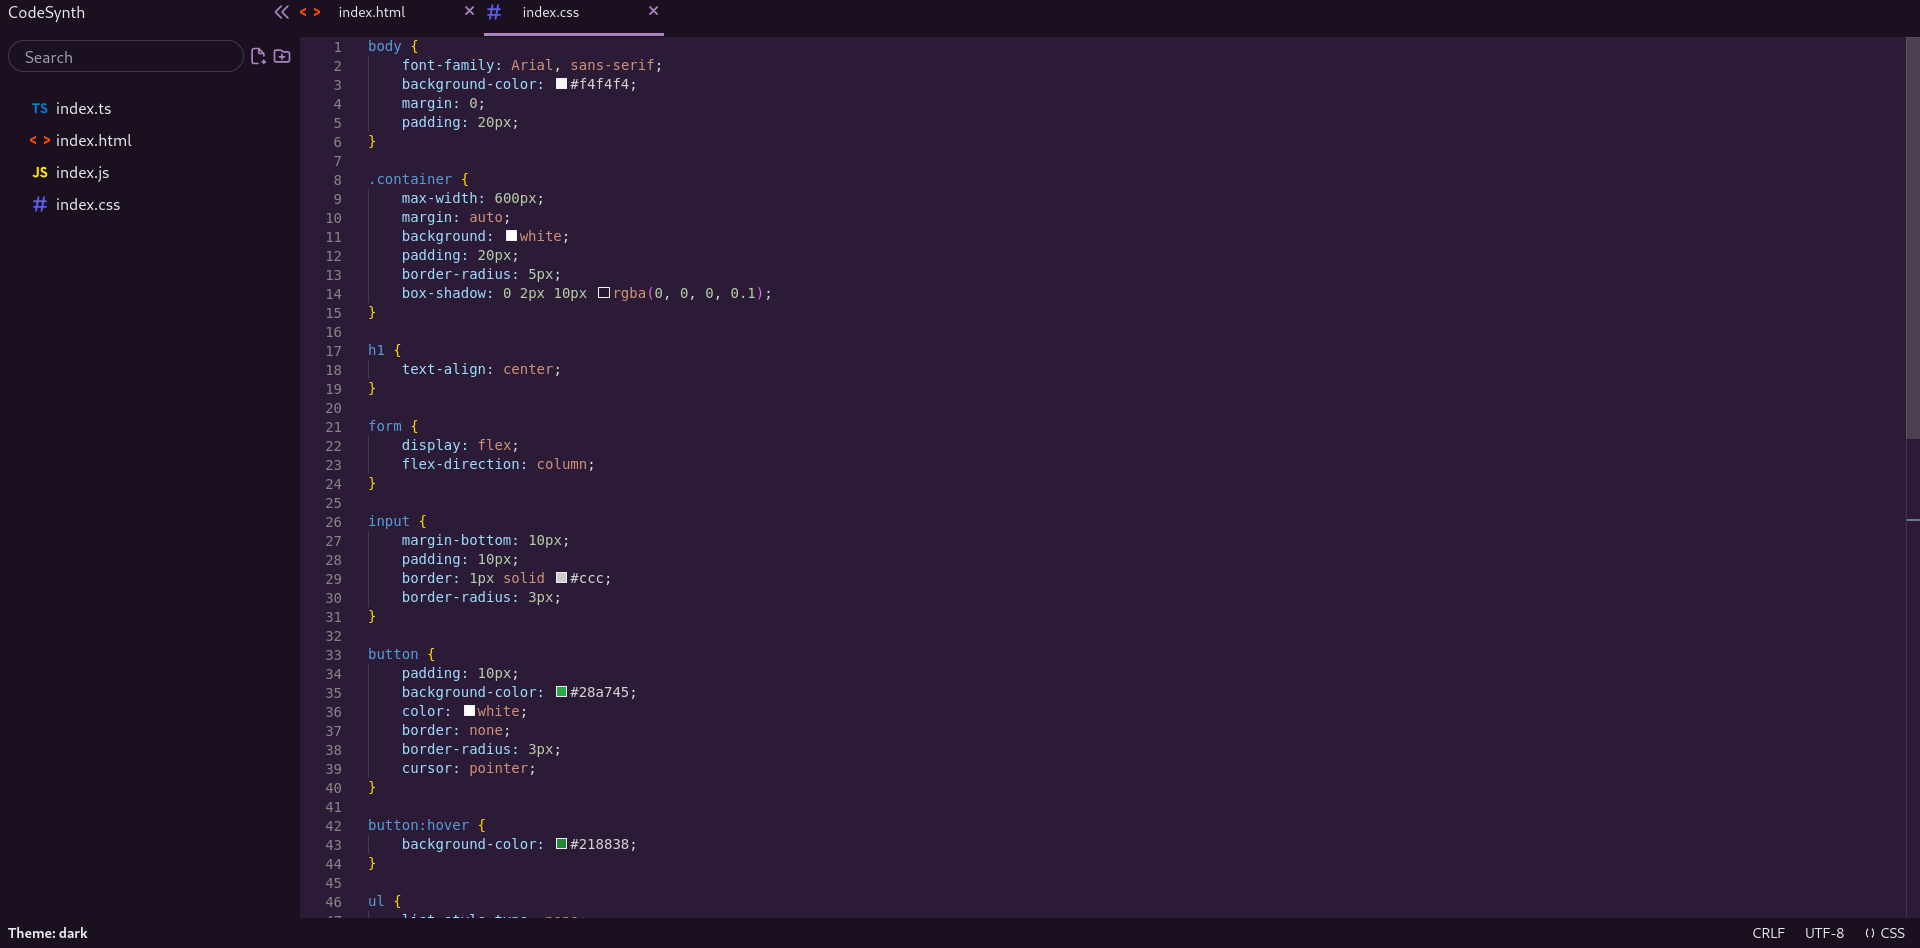 CodeSynth
index.html
index.css
Search
TS index.ts
< > index.html
JS index.js
# index.css
1 body {
2     font-family: Arial, sans-serif;
3     background-color: #f4f4f4;
4     margin: 0;
5     padding: 20px;
6 }
7
8 .container {
9     max-width: 600px;
10     margin: auto;
11     background: white;
12     padding: 20px;
13     border-radius: 5px;
14     box-shadow: 0 2px 10px rgba(0, 0, 0, 0.1);
15 }
16
17 h1 {
18     text-align: center;
19 }
20
21 form {
22     display: flex;
23     flex-direction: column;
24 }
25
26 input {
27     margin-bottom: 10px;
28     padding: 10px;
29     border: 1px solid #ccc;
30     border-radius: 3px;
31 }
32
33 button {
34     padding: 10px;
35     background-color: #28a745;
36     color: white;
37     border: none;
38     border-radius: 3px;
39     cursor: pointer;
40 }
41
42 button:hover {
43     background-color: #218838;
44 }
45
46 ul {
Theme: dark
CRLF UTF-8 () CSS